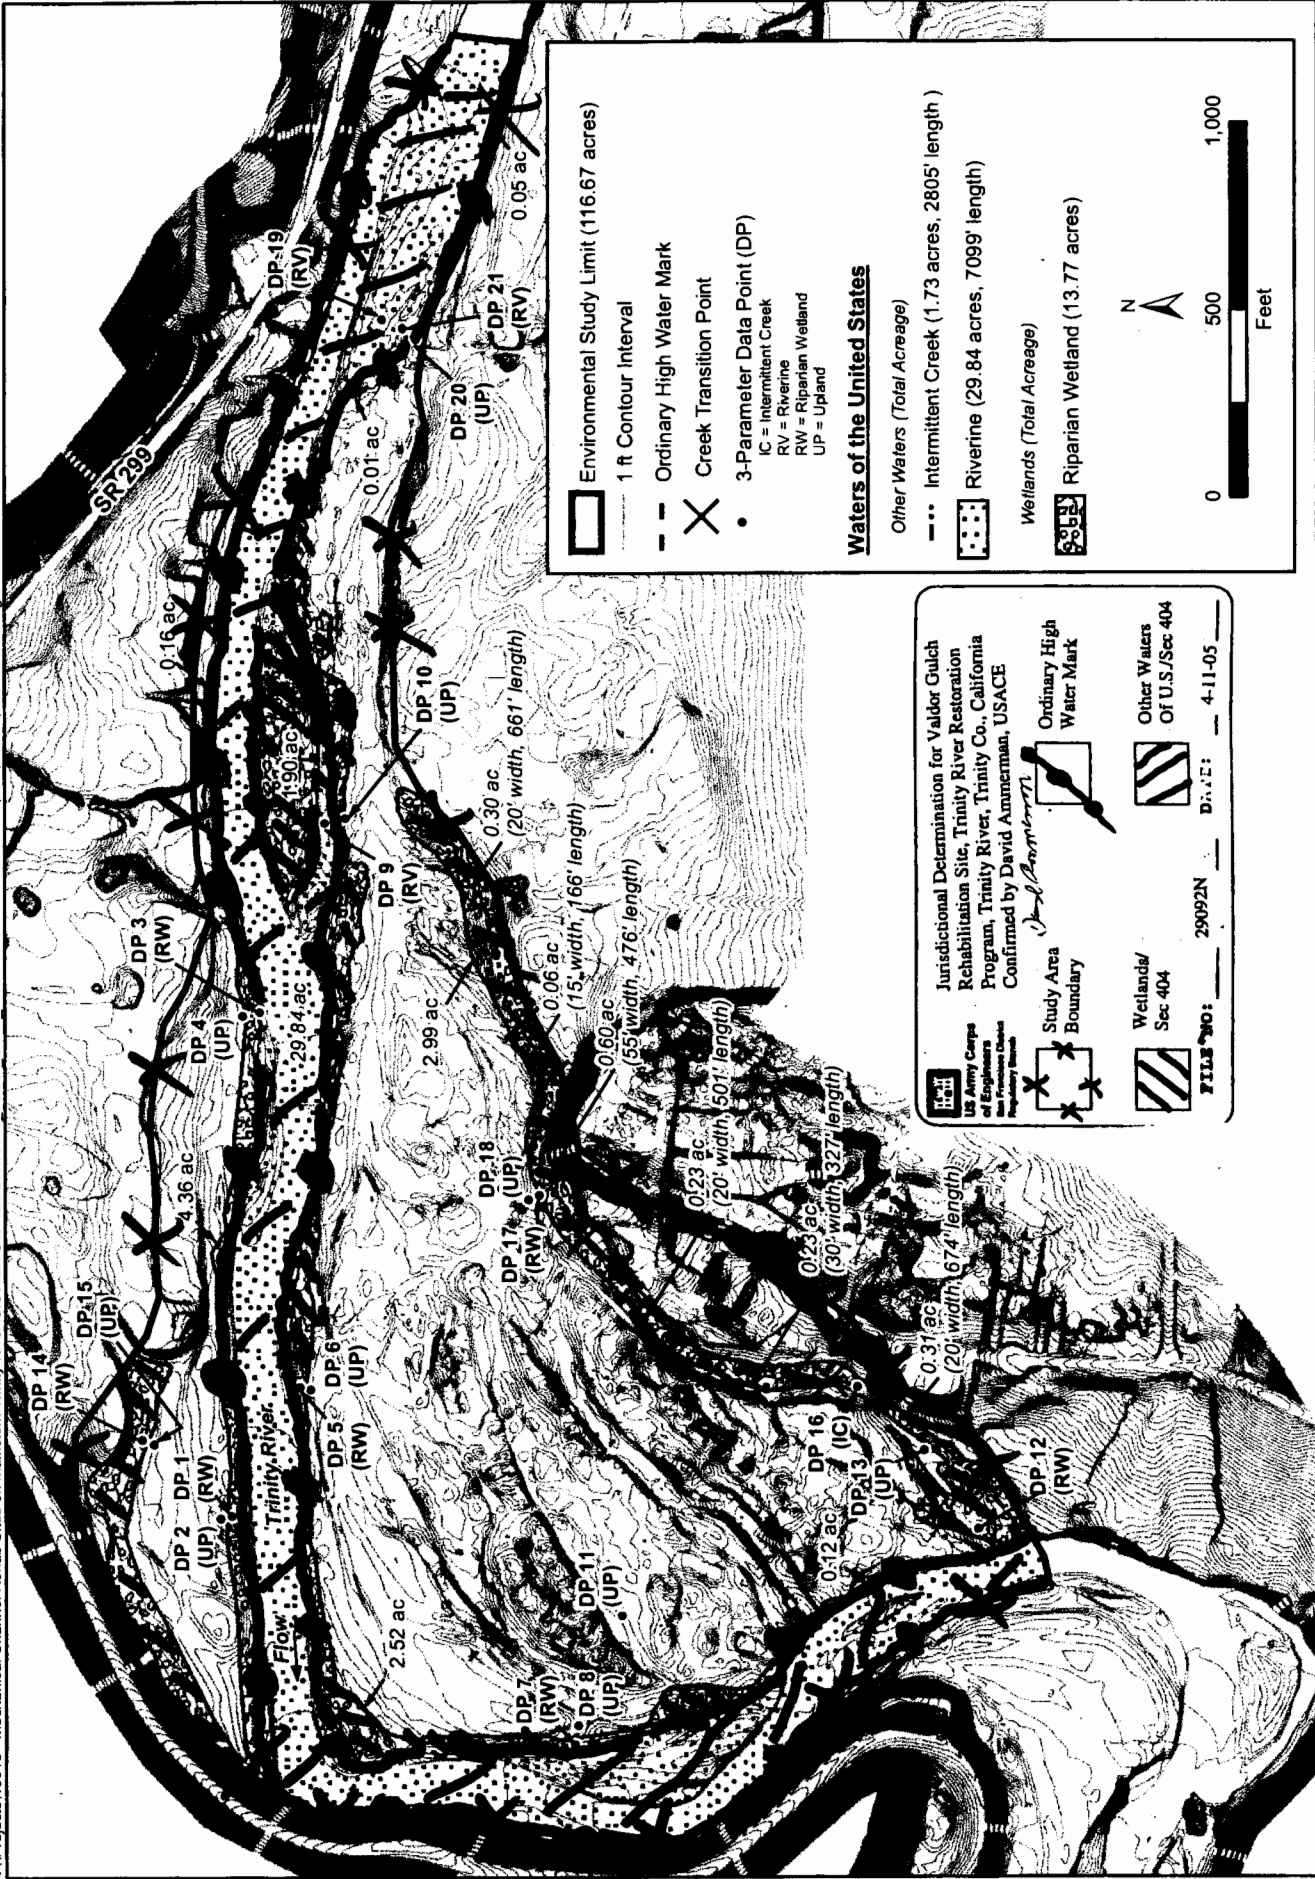 SR 299
DP 19
(RV)
0.05 ac
DP 21
(RV)
DP 20
(UP)
0.01 ac
0.16 ac
1.90 ac
DP 10
(UP)
DP 9
(RV)
0.30 ac
(20' width, 661' length)
DP 3
(RW)
DP 4
(UP)
29.84 ac
2.99 ac
0.06 ac
(15' width, 166' length)
0.60 ac
(55' width, 476' length)
4.36 ac
DP 18
(UP)
DP 17
(RW)
0.23 ac
(20' width, 501' length)
0.23 ac
(30' width, 327' length)
0.31 ac
(20' width, 674' length)
DP 14
(RW)
DP 15
(UP)
DP 1
(RW)
DP 2
(UP)
Trinity River
Flow
DP 6
(UP)
DP 5
(RW)
DP 16
(IC)
DP 13
(UP)
DP 12
(RW)
0.12 ac
DP 11
(UP)
2.52 ac
DP 7
(RW)
DP 8
(UP)
Environmental Study Limit (116.67 acres)
1 ft Contour Interval
Ordinary High Water Mark
Creek Transition Point
3-Parameter Data Point (DP)
IC = Intermittent Creek
RV = Riverine
RW = Riparian Wetland
UP = Upland
Waters of the United States
Other Waters (Total Acreage)
Intermittent Creek (1.73 acres, 2805' length )
Riverine (29.84 acres, 7099' length)
Wetlands (Total Acreage)
Riparian Wetland (13.77 acres)
N
0 500 1,000
Feet
US Army Corps
of Engineers
San Francisco District
Regulatory Branch
Jurisdictional Determination for Valdor Gulch
Rehabilitation Site, Trinity River Restoration
Program, Trinity River, Trinity Co., California
Confirmed by David Ammerman, USACE
David Ammerman
Study Area
Boundary
Ordinary High
Water Mark
Wetlands/
Sec 404
Other Waters
Of U.S./Sec 404
FILE NO: 29092N DATE: 4-11-05